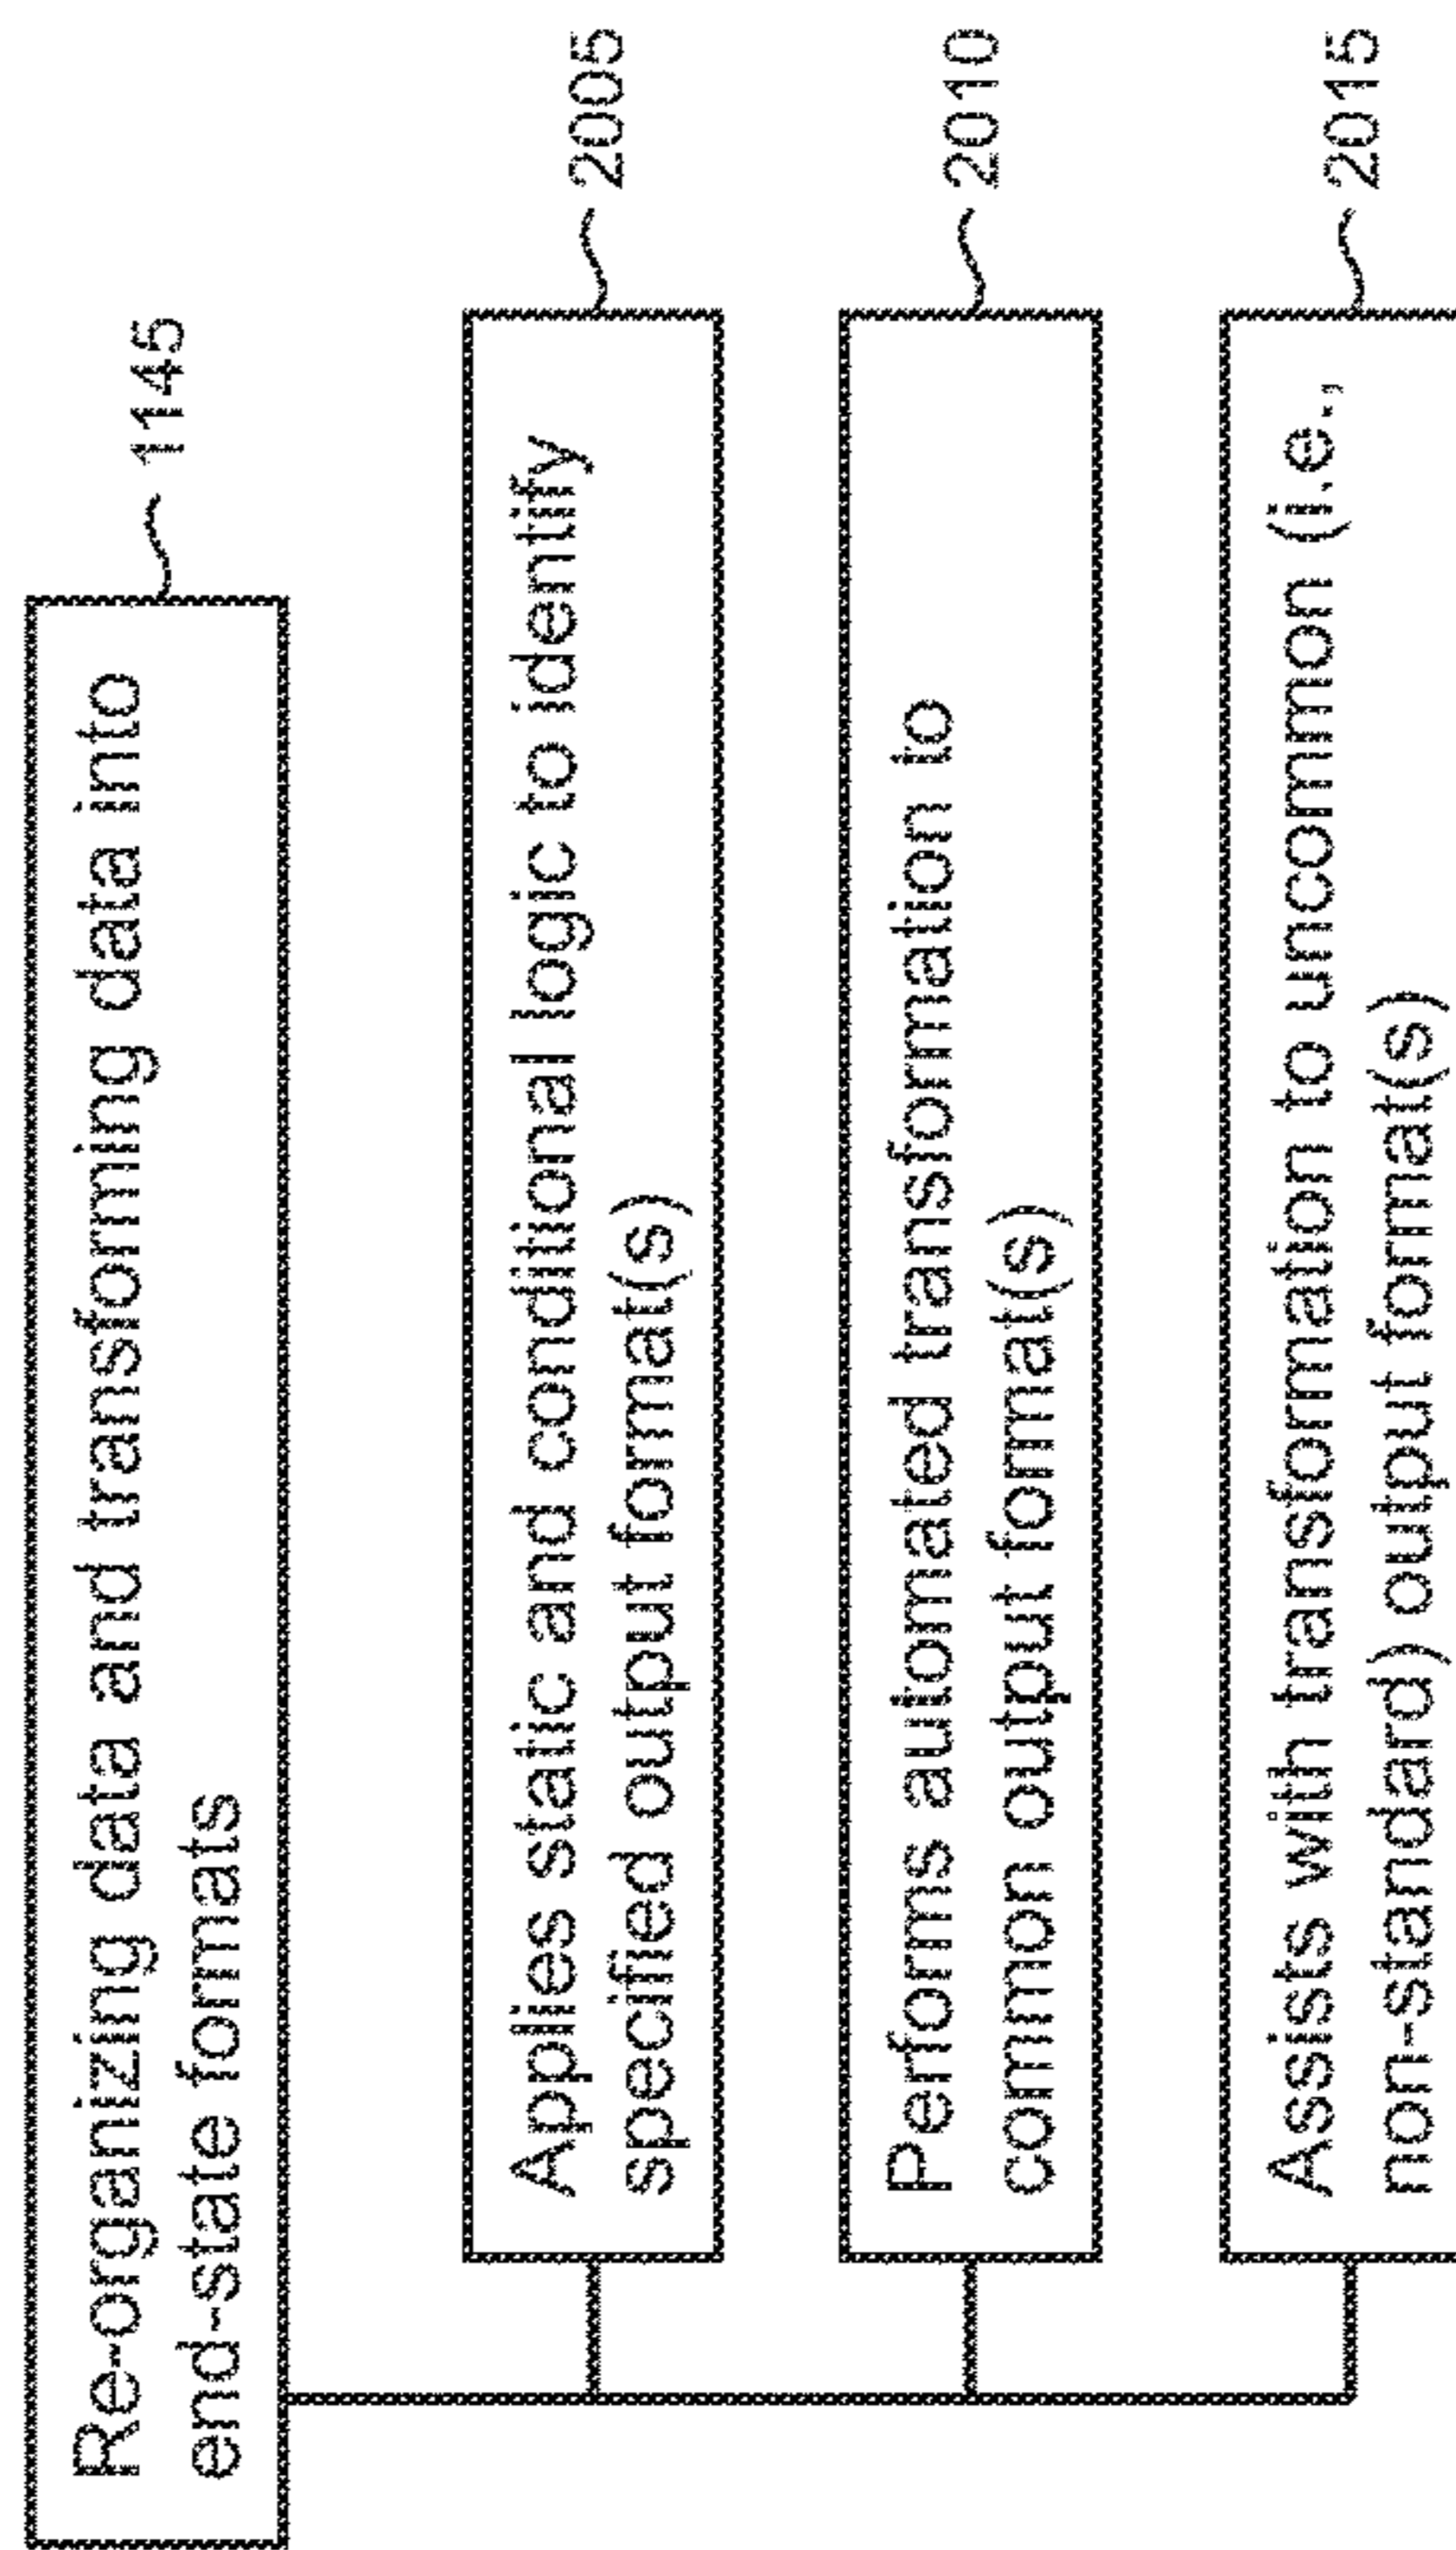 Re-organizing data and transforming data into
end-state formats
1145
Applies static and conditional logic to identify
specified output format(s)
2005
Performs automated transformation to
common output format(s)
2010
Assists with transformation to uncommon (i.e.,
non-standard) output format(s)
2015